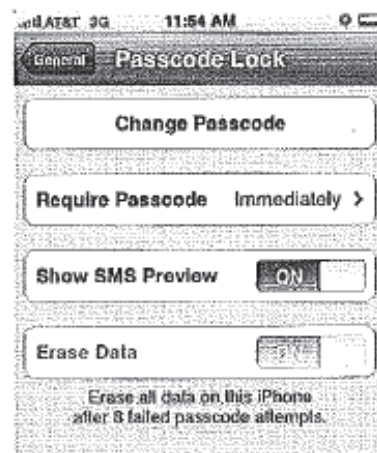 AT&T 3G 11:54 AM
General Passcode Lock
Change Passcode
Require Passcode Immediately >
Show SMS Preview ON
Erase Data
Erase all data on this iPhone
after 8 failed passcode attempts.